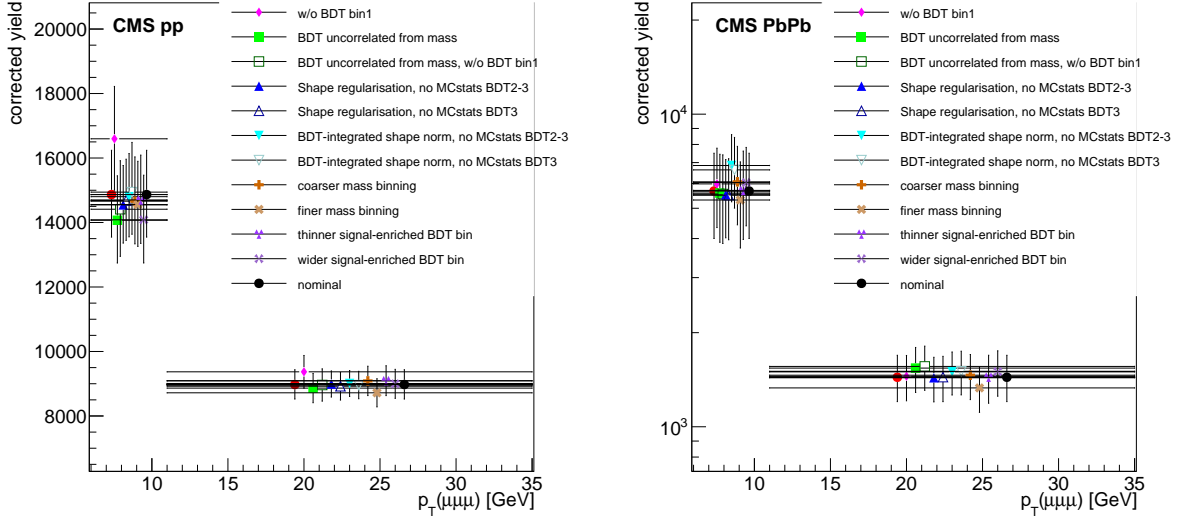 CMS pp
corrected yield
20000
18000
16000
14000
12000
10000
8000
w/o BDT bin1
BDT uncorrelated from mass
BDT uncorrelated from mass, w/o BDT bin1
Shape regularisation, no MCstats BDT2-3
Shape regularisation, no MCstats BDT3
BDT-integrated shape norm, no MCstats BDT2-3
BDT-integrated shape norm, no MCstats BDT3
coarser mass binning
finer mass binning
thinner signal-enriched BDT bin
wider signal-enriched BDT bin
nominal
10 15 20 25 30 35
p_T(μμμ) [GeV]
CMS PbPb
corrected yield
10^4
10^3
w/o BDT bin1
BDT uncorrelated from mass
BDT uncorrelated from mass, w/o BDT bin1
Shape regularisation, no MCstats BDT2-3
Shape regularisation, no MCstats BDT3
BDT-integrated shape norm, no MCstats BDT2-3
BDT-integrated shape norm, no MCstats BDT3
coarser mass binning
finer mass binning
thinner signal-enriched BDT bin
wider signal-enriched BDT bin
nominal
10 15 20 25 30 35
p_T(μμμ) [GeV]